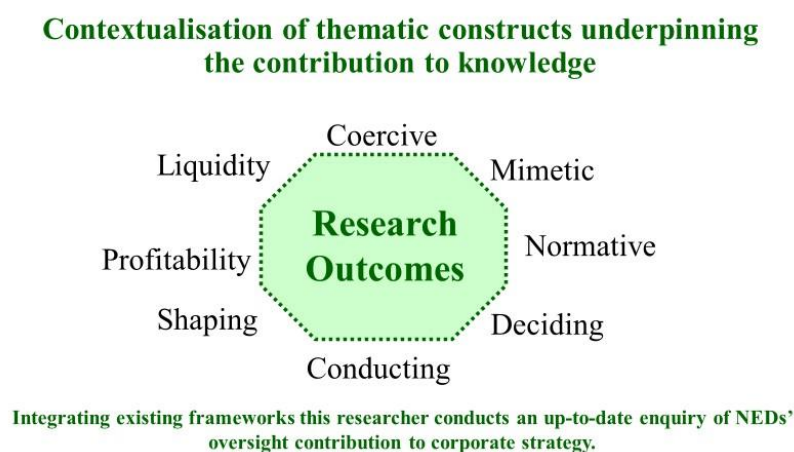 Contextualisation of thematic constructs underpinning
the contribution to knowledge
Coercive
Liquidity
Mimetic
Research
Outcomes
Normative
Profitability
Shaping
Deciding
Conducting
Integrating existing frameworks this researcher conducts an up-to-date enquiry of NEDs’
oversight contribution to corporate strategy.